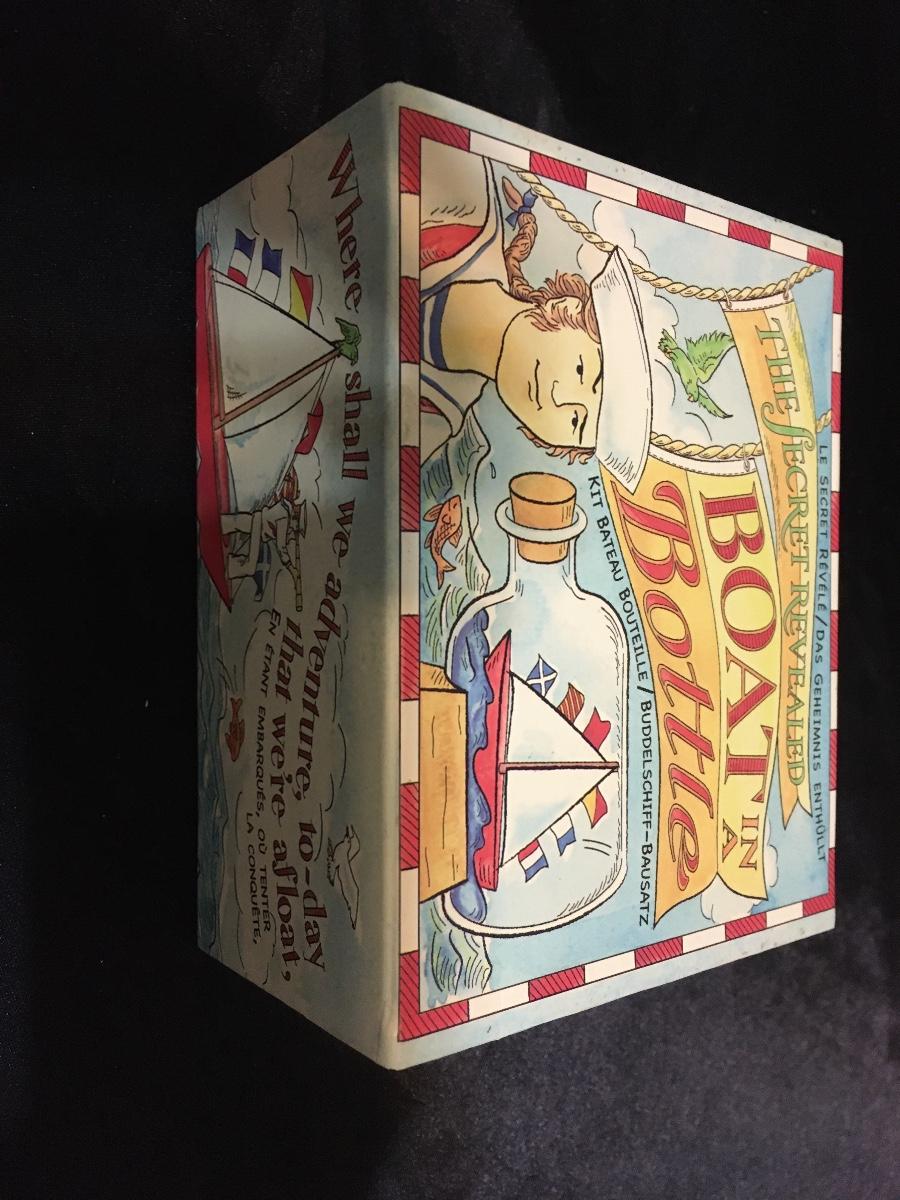 LE SECRET RÉVÉLÉ/DAS GEHEIMNIS ENTHÜLLT
THE SECRET REVEALED
BOAT IN A
Bottle
KIT BATEAU BOUTEILLE/BUDDELSCHIFF-BAUSATZ
Where shall we adventure, to-day
that we're afloat,
EN ÉTANT EMBARQUÉS, OÙ TENTER
LA CONQUÊTE,